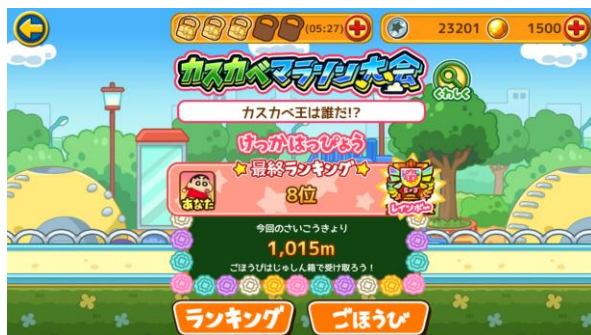 (05:27)
23201
1500
カスカベマラソン大会
くわしく
カスカベ王は誰だ!?
けっかはっぴょう
最終ランキング
あなた
8位
レインボー
今回のさいこうきょり
1,015m
ごほうびはじゅしん箱で受け取ろう!
ランキング
ごほうび